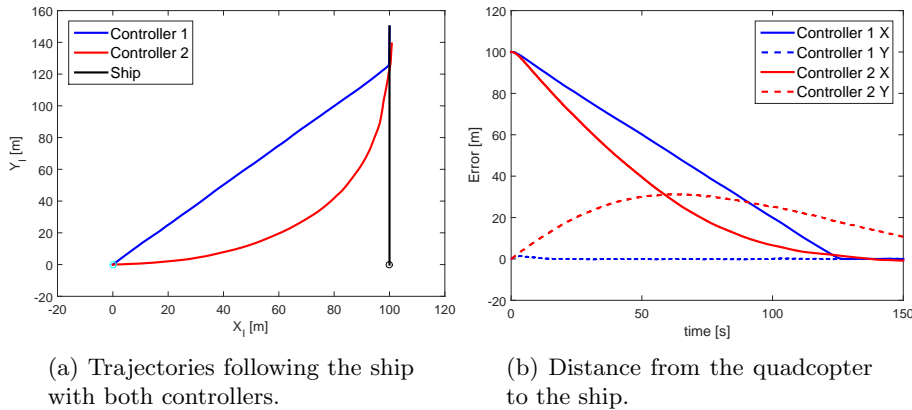 160
140
120
100
80
60
40
20
0
-20
Y_I [m]
Controller 1
Controller 2
Ship
-20 0 20 40 60 80 100 120
X_I [m]
120
100
80
60
40
20
0
-20
Error [m]
Controller 1 X
Controller 1 Y
Controller 2 X
Controller 2 Y
0 50 100 150
time [s]
(a) Trajectories following the ship
with both controllers.
(b) Distance from the quadcopter
to the ship.